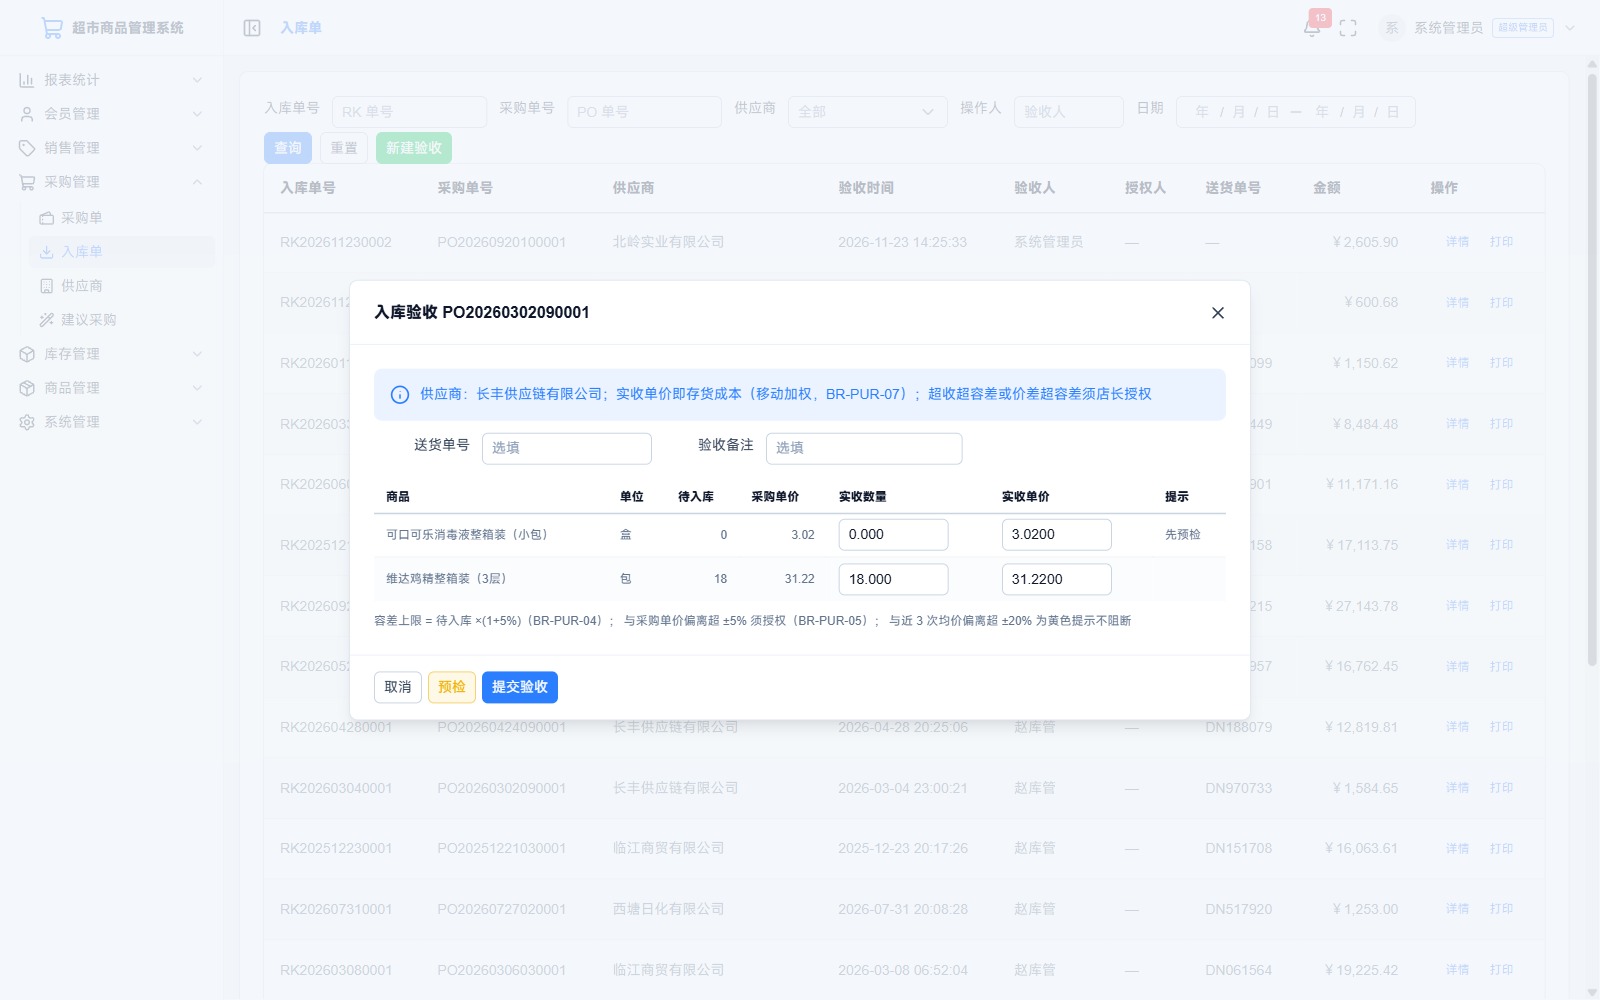 超市商品管理系统
入库单
13
系
系统管理员
超级管理员
报表统计
会员管理
销售管理
采购管理
采购单
入库单
供应商
建议采购
库存管理
商品管理
系统管理
入库单号 RK 单号 采购单号 PO 单号 供应商 全部 操作人 验收人 日期 年 / 月 / 日 — 年 / 月 / 日
查询 重置 新建验收
入库单号 采购单号 供应商 验收时间 验收人 授权人 送货单号 金额 操作
RK202611230002 PO20260920100001 北岭实业有限公司 2026-11-23 14:25:33 系统管理员 — — ¥ 2,605.90 详情 打印
RK202611 ¥ 600.68 详情 打印
099 ¥ 1,150.62 详情 打印
449 ¥ 8,484.48 详情 打印
901 ¥ 11,171.16 详情 打印
158 ¥ 17,113.75 详情 打印
215 ¥ 27,143.78 详情 打印
957 ¥ 16,762.45 详情 打印
入库验收 PO20260302090001
供应商：长丰供应链有限公司；实收单价即存货成本（移动加权，BR-PUR-07）；超收超容差或价差超容差须店长授权
送货单号 选填 验收备注 选填
商品 单位 待入库 采购单价 实收数量 实收单价 提示
可口可乐消毒液整箱装（小包） 盒 0 3.02 0.000 3.0200 先预检
维达鸡精整箱装（3层） 包 18 31.22 18.000 31.2200
容差上限 = 待入库 ×(1+5%)（BR-PUR-04）； 与采购单价偏离超 ±5% 须授权（BR-PUR-05）； 与近 3 次均价偏离超 ±20% 为黄色提示不阻断
取消 预检 提交验收
RK202604280001 PO20260424090001 长丰供应链有限公司 2026-04-28 20:25:06 赵库管 — DN188079 ¥ 12,819.81 详情 打印
RK202603040001 PO20260302090001 长丰供应链有限公司 2026-03-04 23:00:21 赵库管 — DN970733 ¥ 1,584.65 详情 打印
RK202512230001 PO20251221030001 临江商贸有限公司 2025-12-23 20:17:26 赵库管 — DN151708 ¥ 16,063.61 详情 打印
RK202607310001 PO20260727020001 西塘日化有限公司 2026-07-31 20:08:28 赵库管 — DN517920 ¥ 1,253.00 详情 打印
RK202603080001 PO20260306030001 临江商贸有限公司 2026-03-08 06:52:04 赵库管 — DN061564 ¥ 19,225.42 详情 打印